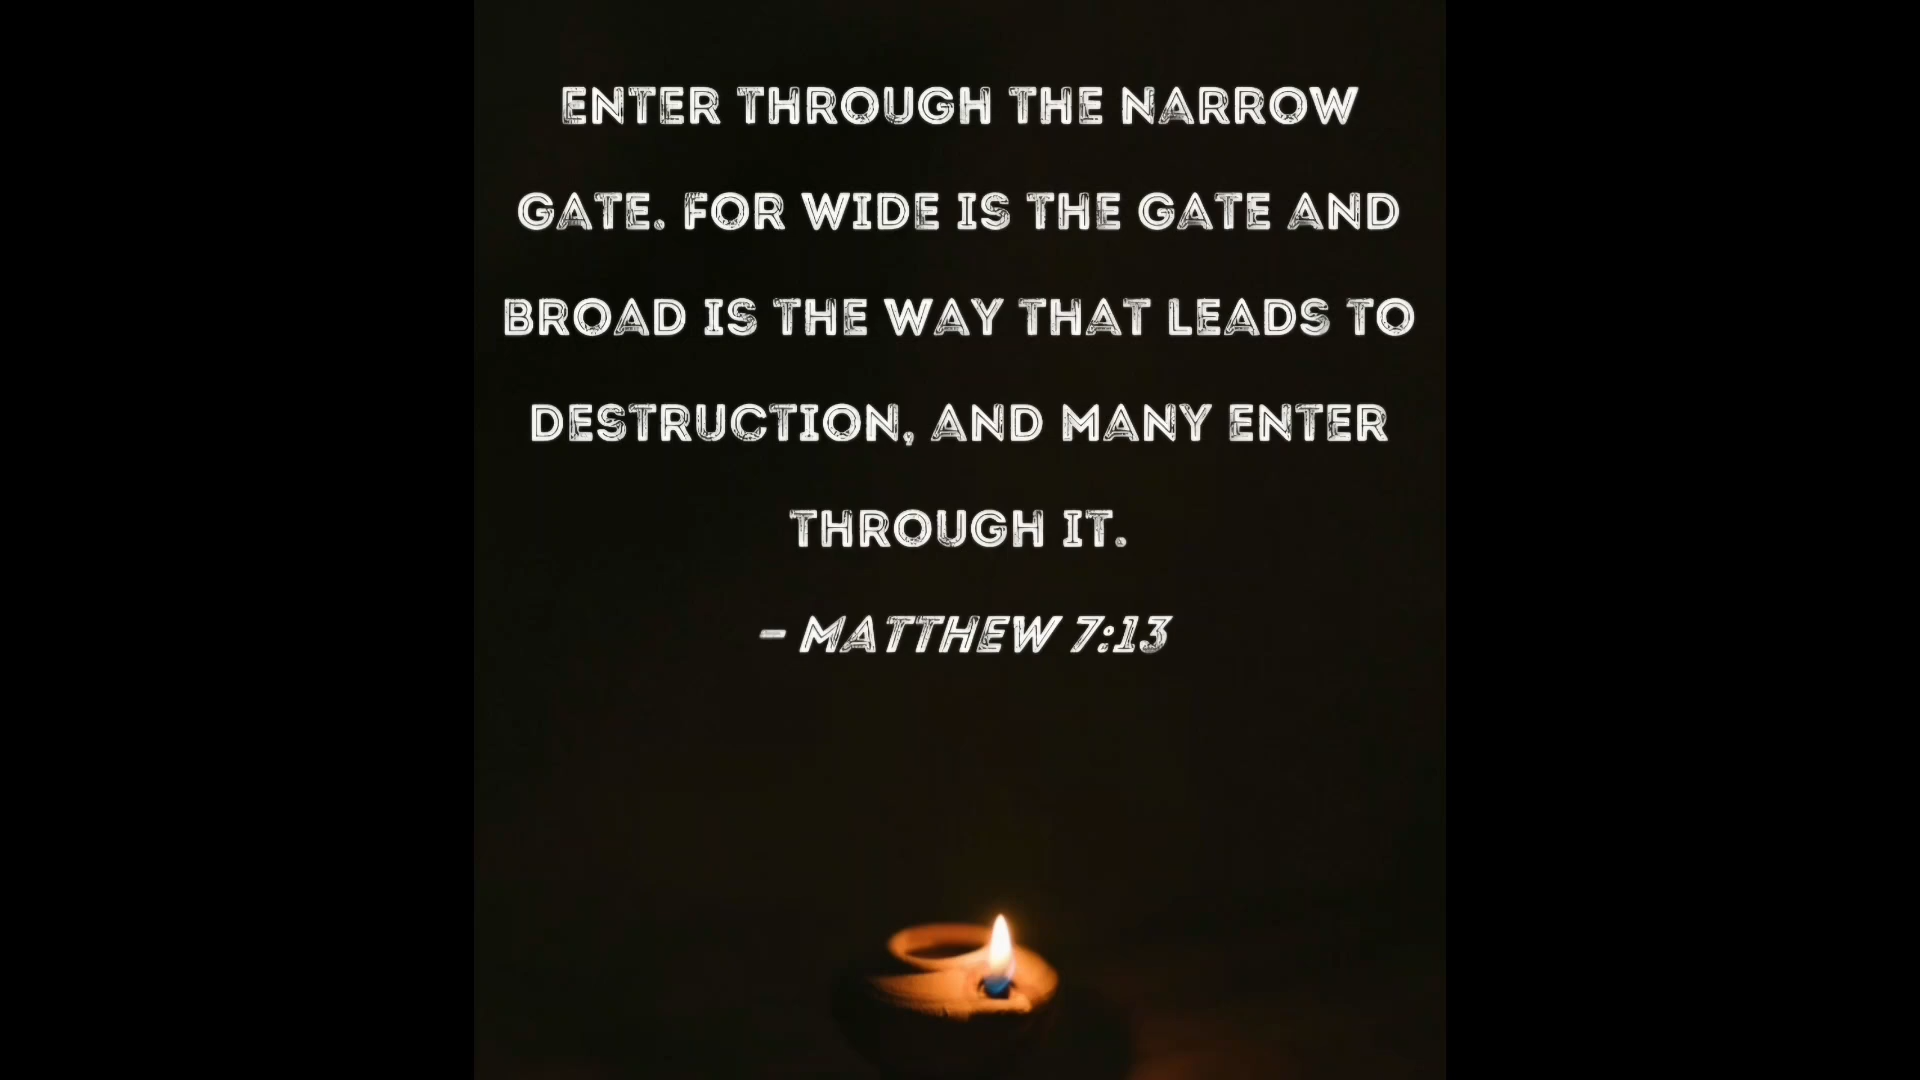 ENTER THROUGH THE NARROW
GATE. FOR WIDE IS THE GATE AND
BROAD IS THE WAY THAT LEADS TO
DESTRUCTION, AND MANY ENTER
THROUGH IT.
- MATTHEW 7:13